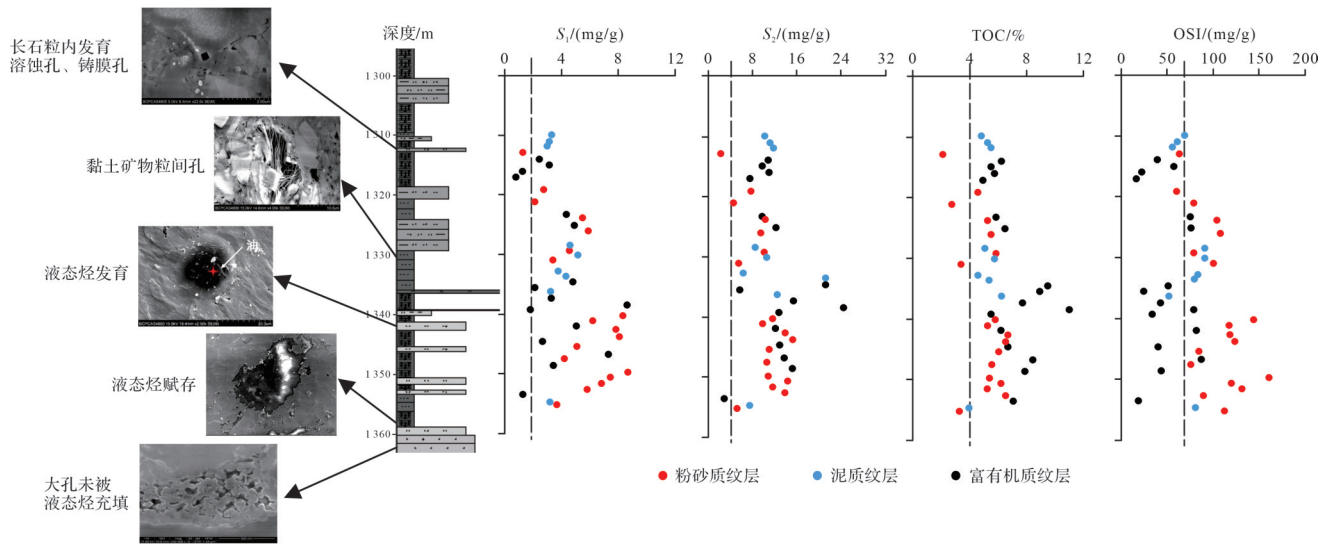 长石粒内发育
溶蚀孔、铸膜孔
黏土矿物粒间孔
油
液态烃发育
液态烃赋存
大孔未被
液态烃充填
深度/m
1 300
1 310
1 320
1 330
1 340
1 350
1 360
S₁/(mg/g)
0 4 8 12
S₂/(mg/g)
0 8 16 24 32
TOC/%
0 4 8 12
OSI/(mg/g)
0 50 100 150 200
粉砂质纹层
泥质纹层
富有机质纹层